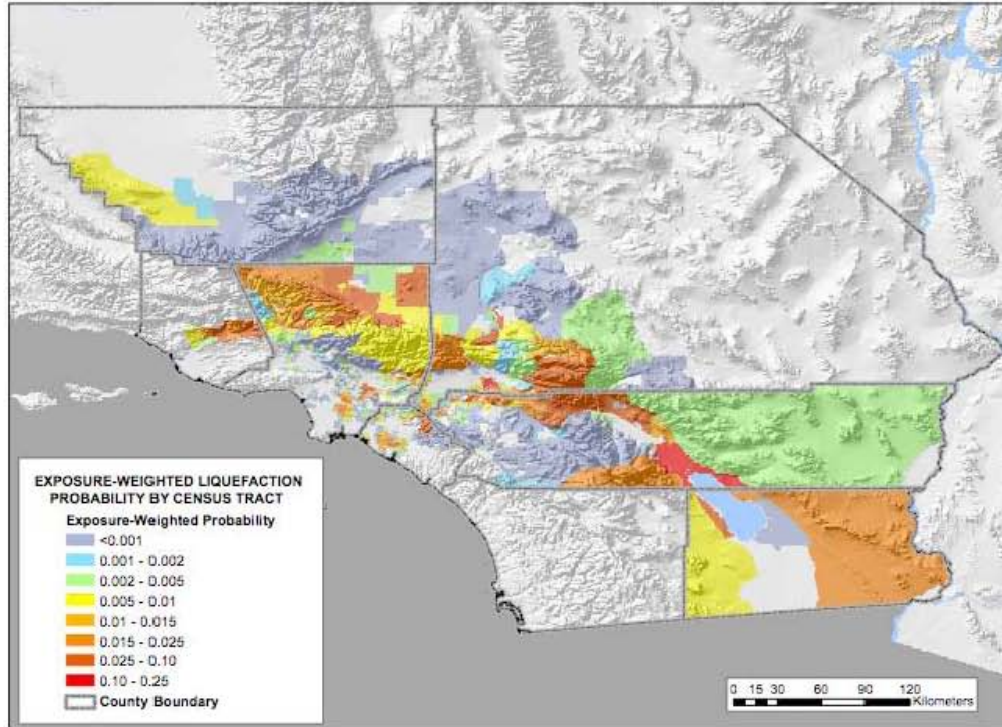 EXPOSURE-WEIGHTED LIQUEFACTION
PROBABILITY BY CENSUS TRACT
Exposure-Weighted Probability
<0.001
0.001 - 0.002
0.002 - 0.005
0.005 - 0.01
0.01 - 0.015
0.015 - 0.025
0.025 - 0.10
0.10 - 0.25
County Boundary
0 15 30 60 90 120
Kilometers